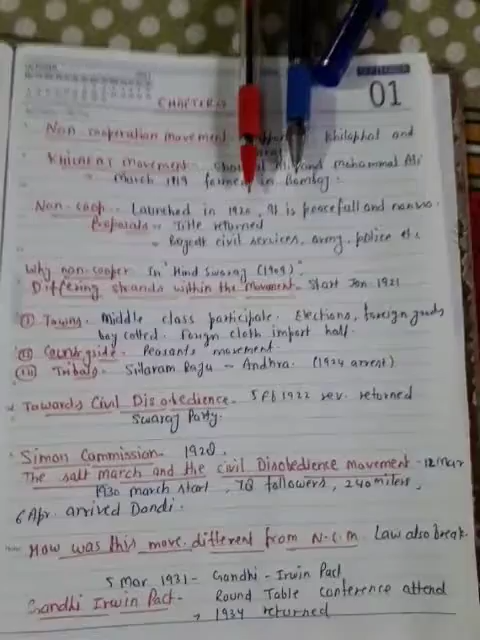 SEPTEMBER
01
CHAPTER
Non cooperation movement Khilaphat and
Khilafat movement - Ali and Mohammad Ali
March 1919 formed in Bombay.
Non-coop - Launched in 1920, It is peacefull and
Proposals - Title returned
Boycott civil services, army, police etc.
Why non-cooper In "Hind Swaraj (1909)".
Differing strands within the movement - Start Jan 1921
(i) Towns - Middle class participate. Elections, foreign goods
boycotted. Foreign cloth import half.
(ii) Countryside - Peasants movement.
(iii) Tribals - Sitaram Raju - Andhra. (1924 arrest)
Towards Civil Disobedience - 5 Feb 1922 rev. returned
Swaraj Party.
Simon Commission - 1928.
The salt march and the civil Disobedience movement - 12 Mar
1930 march start, 78 followers, 240 miles,
6 Apr. arrived Dandi.
How was this move. different from N.C.M. Law also break.
5 Mar 1931 - Gandhi - Irwin Pact
Gandhi Irwin Pact - Round Table conference attend
, 1934 returned